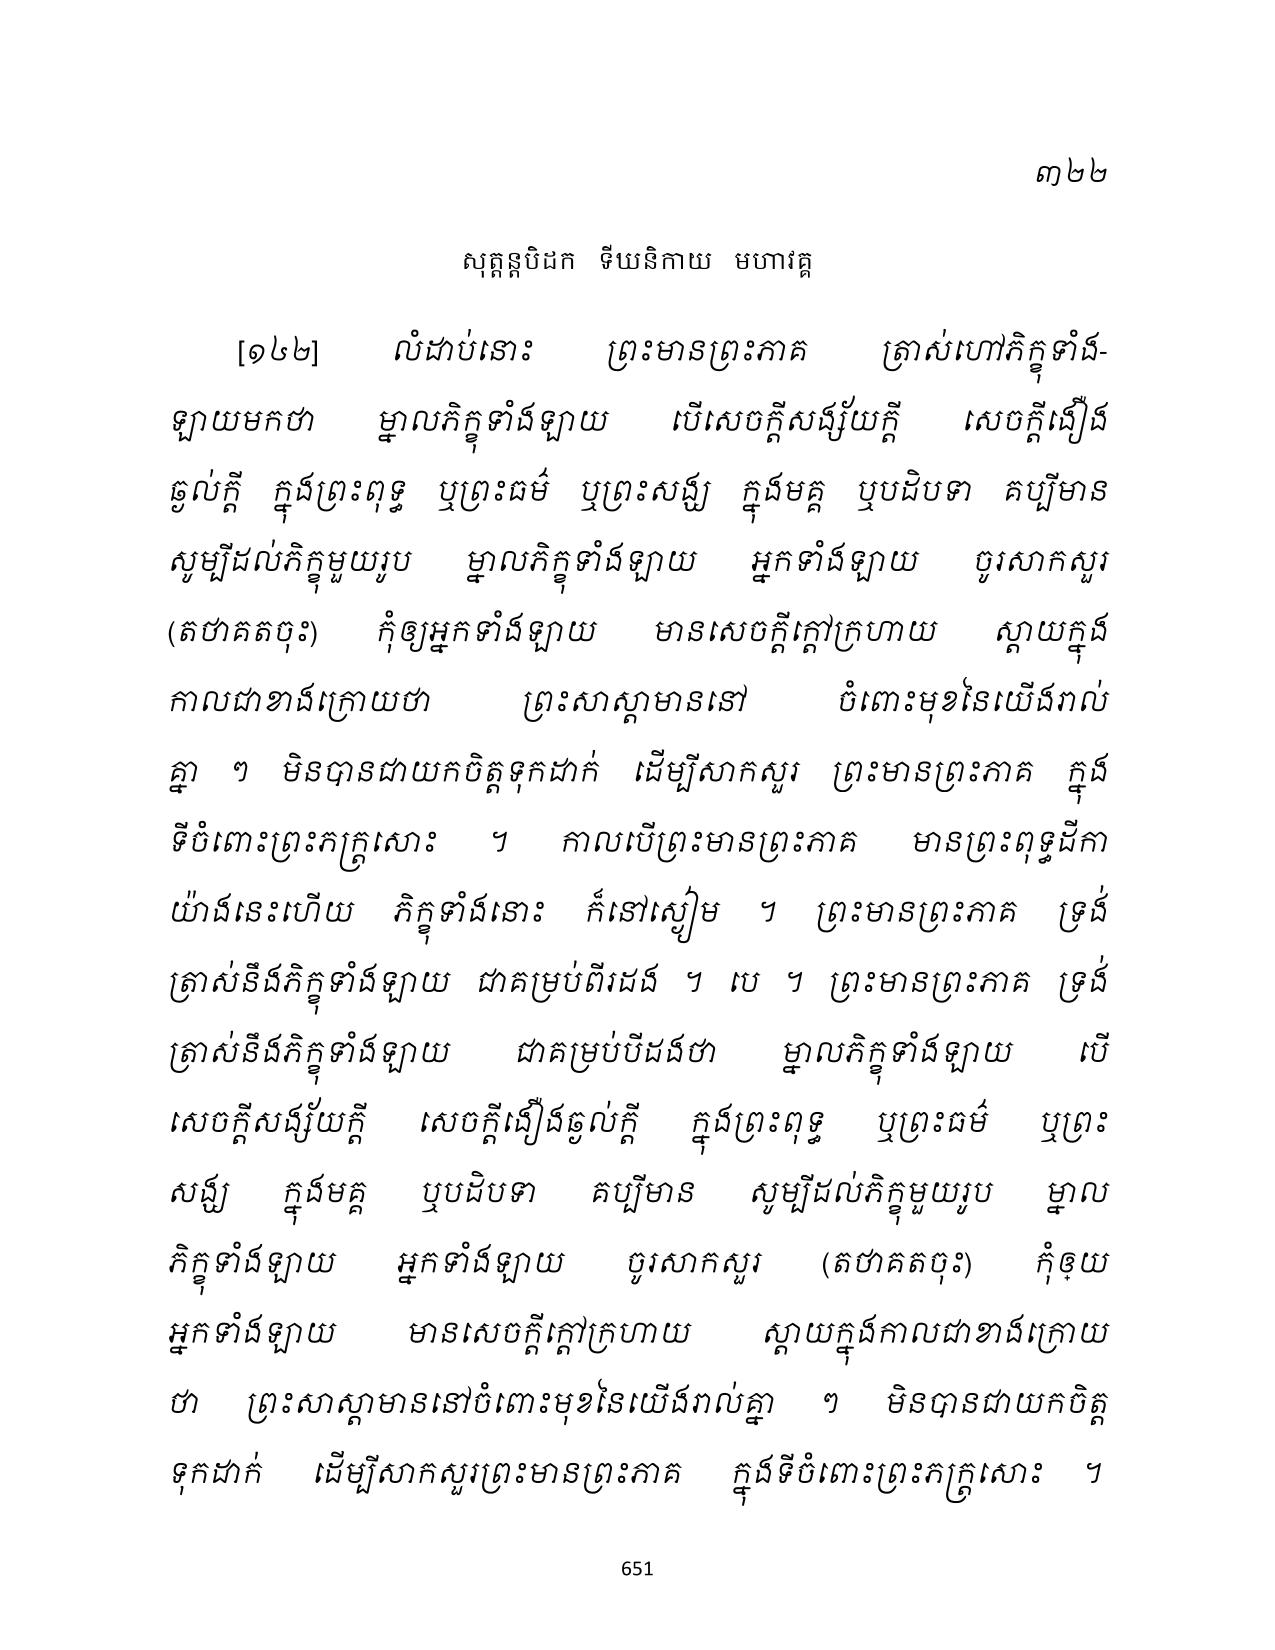 ៣២២
សុត្តន្តបិដក ទីឃនិកាយ មហាវគ្គ
[១៤២] លំដាប់នោះ ព្រះមានព្រះភាគ ត្រាស់ហៅភិក្ខុទាំង-
ឡាយមកថា ម្នាលភិក្ខុទាំងឡាយ បើសេចក្តីសង្ស័យក្តី សេចក្តីងឿង
ឆ្ងល់ក្តី ក្នុងព្រះពុទ្ធ ឬព្រះធម៌ ឬព្រះសង្ឃ ក្នុងមគ្គ ឬបដិបទា គប្បីមាន
សូម្បីដល់ភិក្ខុមួយរូប ម្នាលភិក្ខុទាំងឡាយ អ្នកទាំងឡាយ ចូរសាកសួរ
(តថាគតចុះ) កុំឲ្យអ្នកទាំងឡាយ មានសេចក្តីក្តៅក្រហាយ ស្តាយក្នុង
កាលជាខាងក្រោយថា ព្រះសាស្តាមាននៅ ចំពោះមុខនៃយើងរាល់
គ្នា ៗ មិនបានជាយកចិត្តទុកដាក់ ដើម្បីសាកសួរ ព្រះមានព្រះភាគ ក្នុង
ទីចំពោះព្រះភក្ត្រសោះ ។ កាលបើព្រះមានព្រះភាគ មានព្រះពុទ្ធដីកា
យ៉ាងនេះហើយ ភិក្ខុទាំងនោះ ក៏នៅស្ងៀម ។ ព្រះមានព្រះភាគ ទ្រង់
ត្រាស់នឹងភិក្ខុទាំងឡាយ ជាគម្រប់ពីរដង ។ បេ ។ ព្រះមានព្រះភាគ ទ្រង់
ត្រាស់នឹងភិក្ខុទាំងឡាយ ជាគម្រប់បីដងថា ម្នាលភិក្ខុទាំងឡាយ បើ
សេចក្តីសង្ស័យក្តី សេចក្តីងឿងឆ្ងល់ក្តី ក្នុងព្រះពុទ្ធ ឬព្រះធម៌ ឬព្រះ
សង្ឃ ក្នុងមគ្គ ឬបដិបទា គប្បីមាន សូម្បីដល់ភិក្ខុមួយរូប ម្នាល
ភិក្ខុទាំងឡាយ អ្នកទាំងឡាយ ចូរសាកសួរ (តថាគតចុះ) កុំឲ្យ
អ្នកទាំងឡាយ មានសេចក្តីក្តៅក្រហាយ ស្តាយក្នុងកាលជាខាងក្រោយ
ថា ព្រះសាស្តាមាននៅចំពោះមុខនៃយើងរាល់គ្នា ៗ មិនបានជាយកចិត្ត
ទុកដាក់ ដើម្បីសាកសួរព្រះមានព្រះភាគ ក្នុងទីចំពោះព្រះភក្ត្រសោះ ។
651